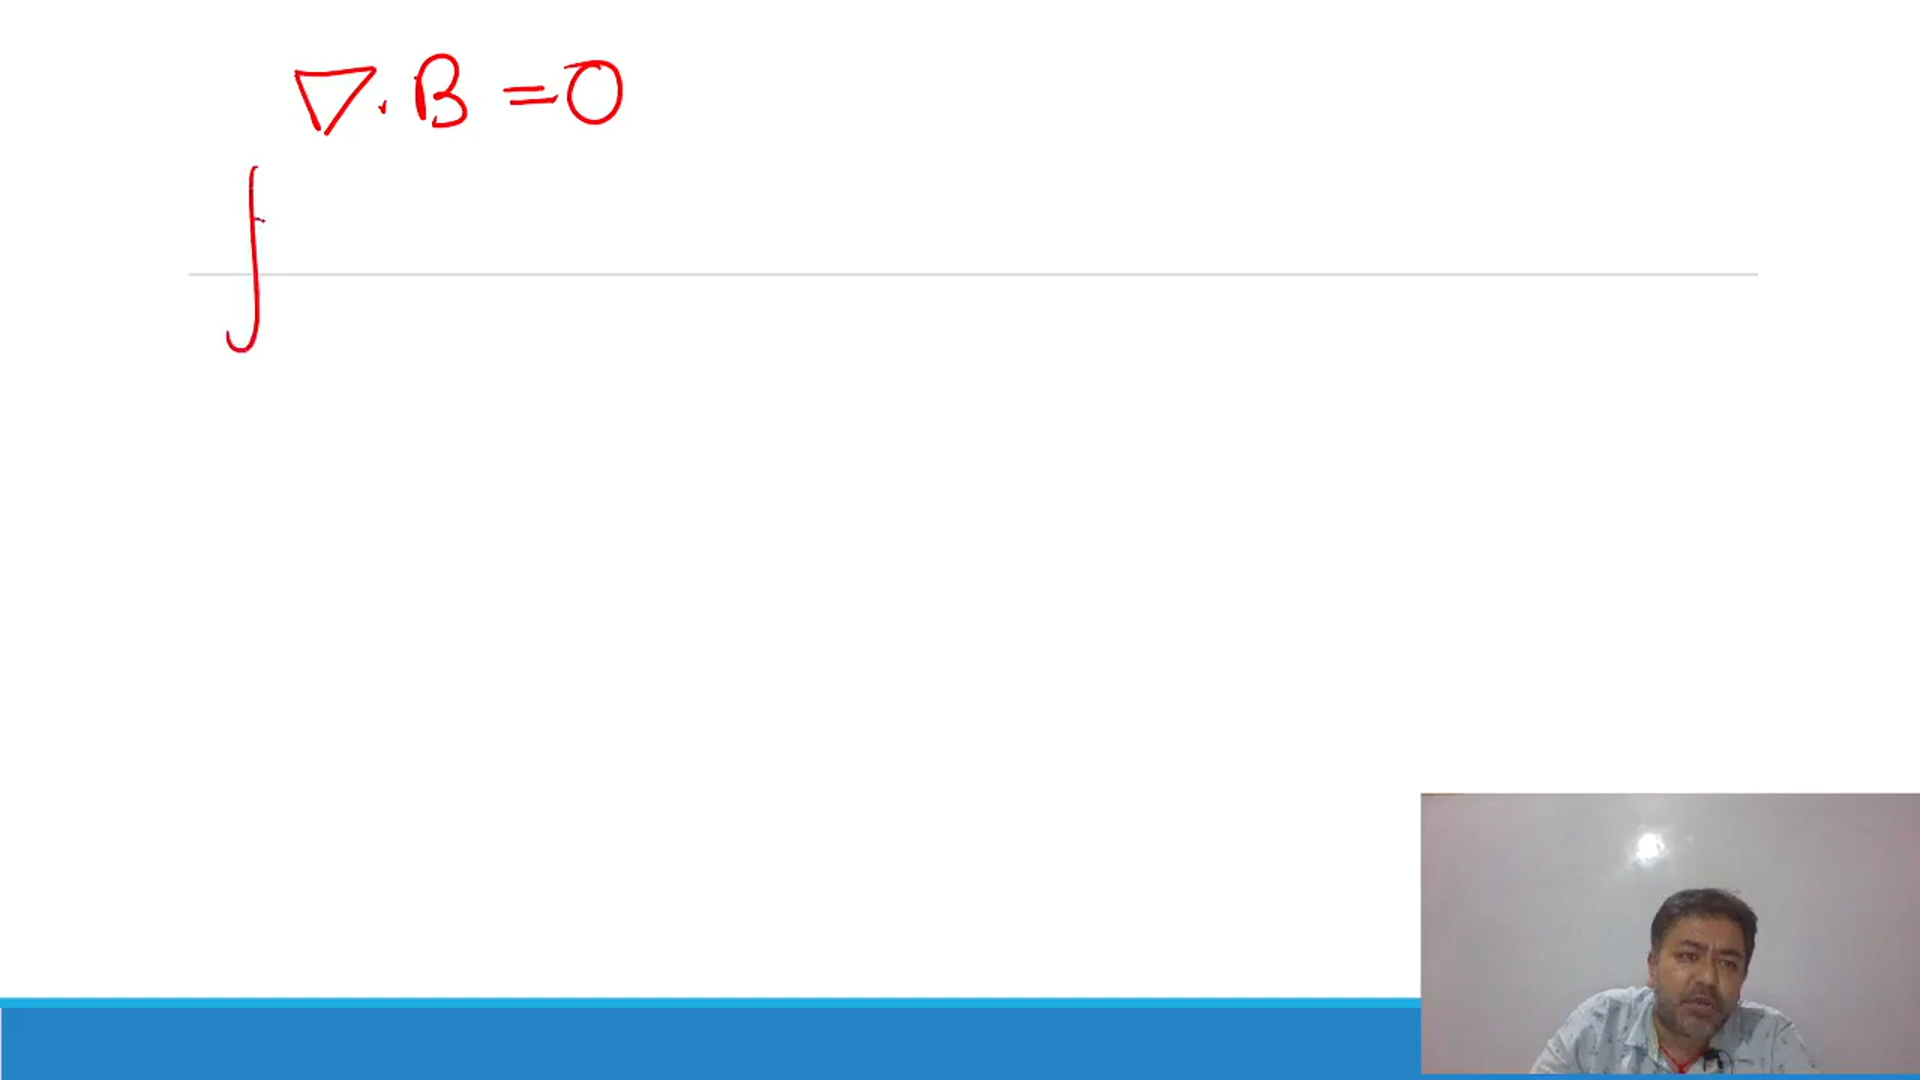 ∇. B = 0
∫